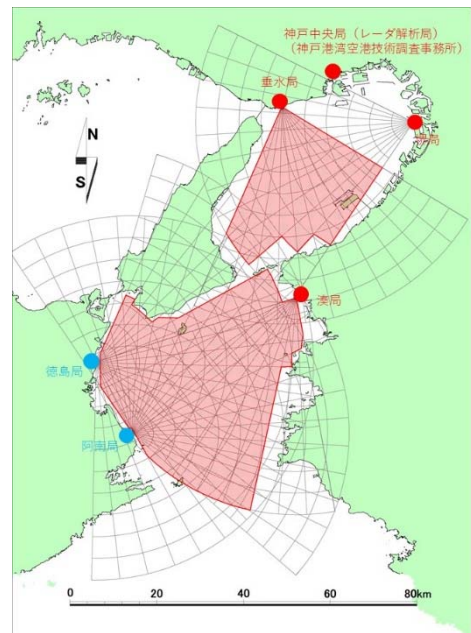 神戸中央局（レーダ解析局）
（神戸港湾空港技術調査事務所）
垂水局
堺局
N
S
湊局
徳島局
阿南局
0 20 40 60 80km